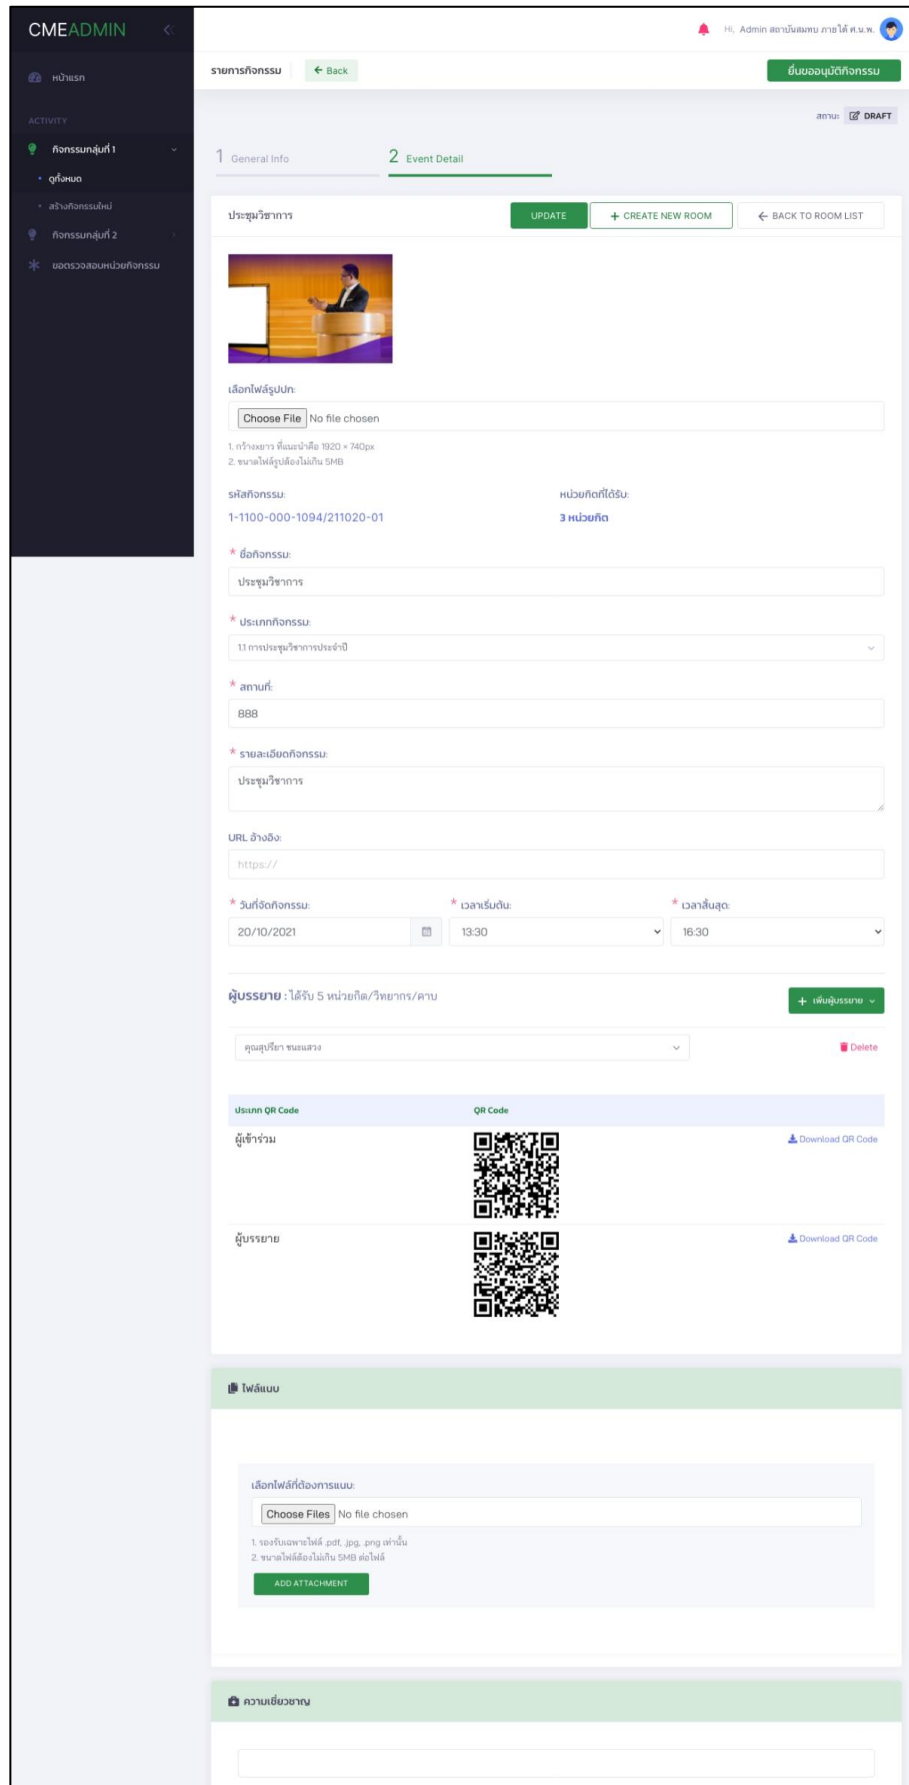 CMEADMIN
Hi, Admin สถาบันสมทบ ภายใต้ ศ.น.พ.
หน้าแรก
รายการกิจกรรม
← Back
ยื่นขออนุมัติกิจกรรม
สถานะ DRAFT
ACTIVITY
กิจกรรมกลุ่มที่ 1
ดูทั้งหมด
สร้างกิจกรรมใหม่
กิจกรรมกลุ่มที่ 2
ขอตรวจสอบหน่วยกิจกรรม
1 General Info
2 Event Detail
ประชุมวิชาการ
UPDATE
+ CREATE NEW ROOM
← BACK TO ROOM LIST
เลือกไฟล์รูปปก:
Choose File No file chosen
1. กว้างxยาว ที่แนะนำคือ 1920 × 740px
2. ขนาดไฟล์รูปต้องไม่เกิน 5MB
รหัสกิจกรรม: หน่วยกิตที่ได้รับ:
1-1100-000-1094/211020-01 3 หน่วยกิต
* ชื่อกิจกรรม:
ประชุมวิชาการ
* ประเภทกิจกรรม:
1.1 การประชุมวิชาการประจำปี
* สถานที่:
888
* รายละเอียดกิจกรรม:
ประชุมวิชาการ
URL อ้างอิง:
https://
* วันที่จัดกิจกรรม: * เวลาเริ่มต้น: * เวลาสิ้นสุด:
20/10/2021 13:30 16:30
ผู้บรรยาย : ได้รับ 5 หน่วยกิต/วิทยากร/คาบ
+ เพิ่มผู้บรรยาย
คุณสุปรียา ชนะแสวง
Delete
ประเภท QR Code QR Code
ผู้เข้าร่วม Download QR Code
ผู้บรรยาย Download QR Code
ไฟล์แนบ
เลือกไฟล์ที่ต้องการแนบ:
Choose Files No file chosen
1. รองรับเฉพาะไฟล์ .pdf, .jpg, .png เท่านั้น
2. ขนาดไฟล์ต้องไม่เกิน 5MB ต่อไฟล์
ADD ATTACHMENT
ความเชี่ยวชาญ